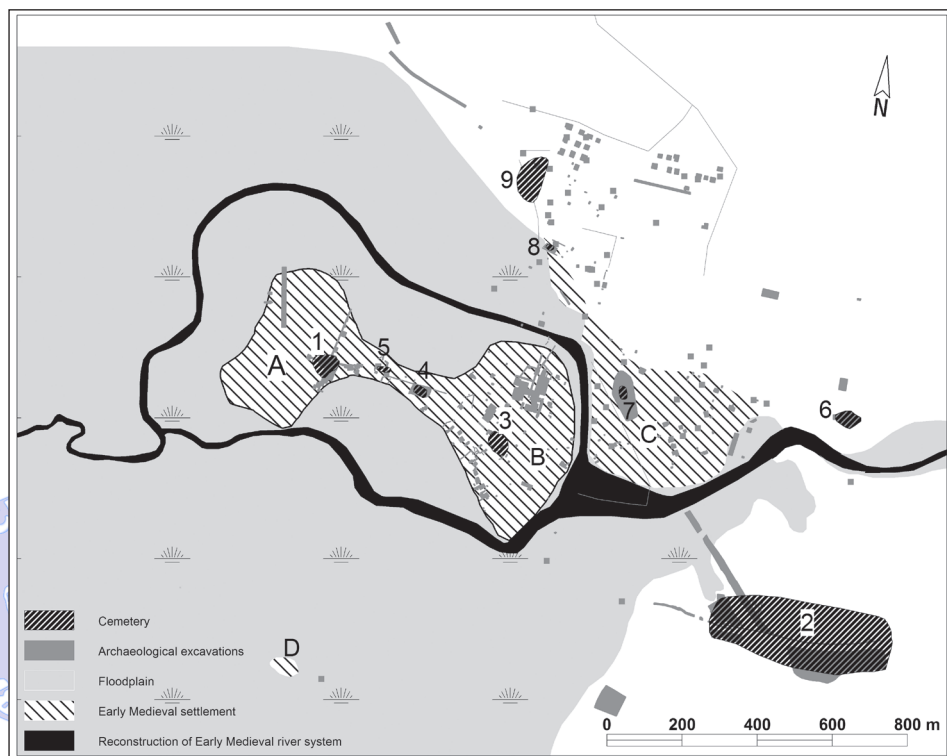 N
9
8
1
5
4
A
3
7
6
B
C
2
D
Cemetery
Archaeological excavations
Floodplain
Early Medieval settlement
Reconstruction of Early Medieval river system
0 200 400 600 800 m